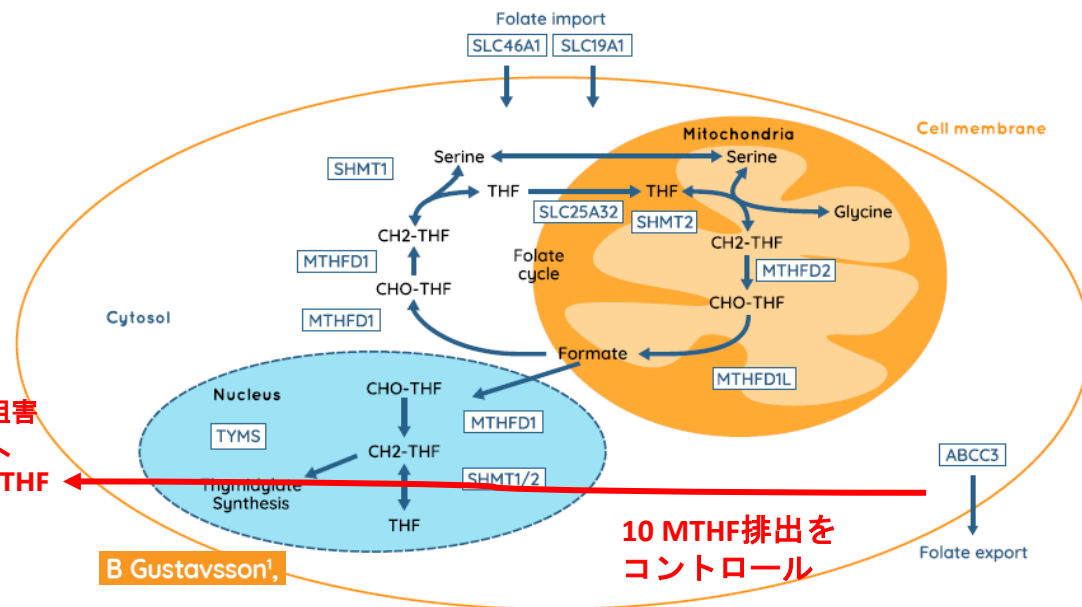 Folate import
SLC46A1
SLC19A1
Cell membrane
Mitochondria
Serine
Serine
SHMT1
THF
THF
SLC25A32
SHMT2
Glycine
CH2-THF
CH2-THF
MTHFD1
Folate
cycle
MTHFD2
CHO-THF
CHO-THF
Cytosol
MTHFD1
Formate
MTHFD1L
Nucleus
CHO-THF
MTHFD1
TYMS
CH2-THF
阻害
THF
SHMT1/2
Thymidylate
Synthesis
THF
ABCC3
10 MTHF排出を
コントロール
Folate export
B Gustavsson¹,